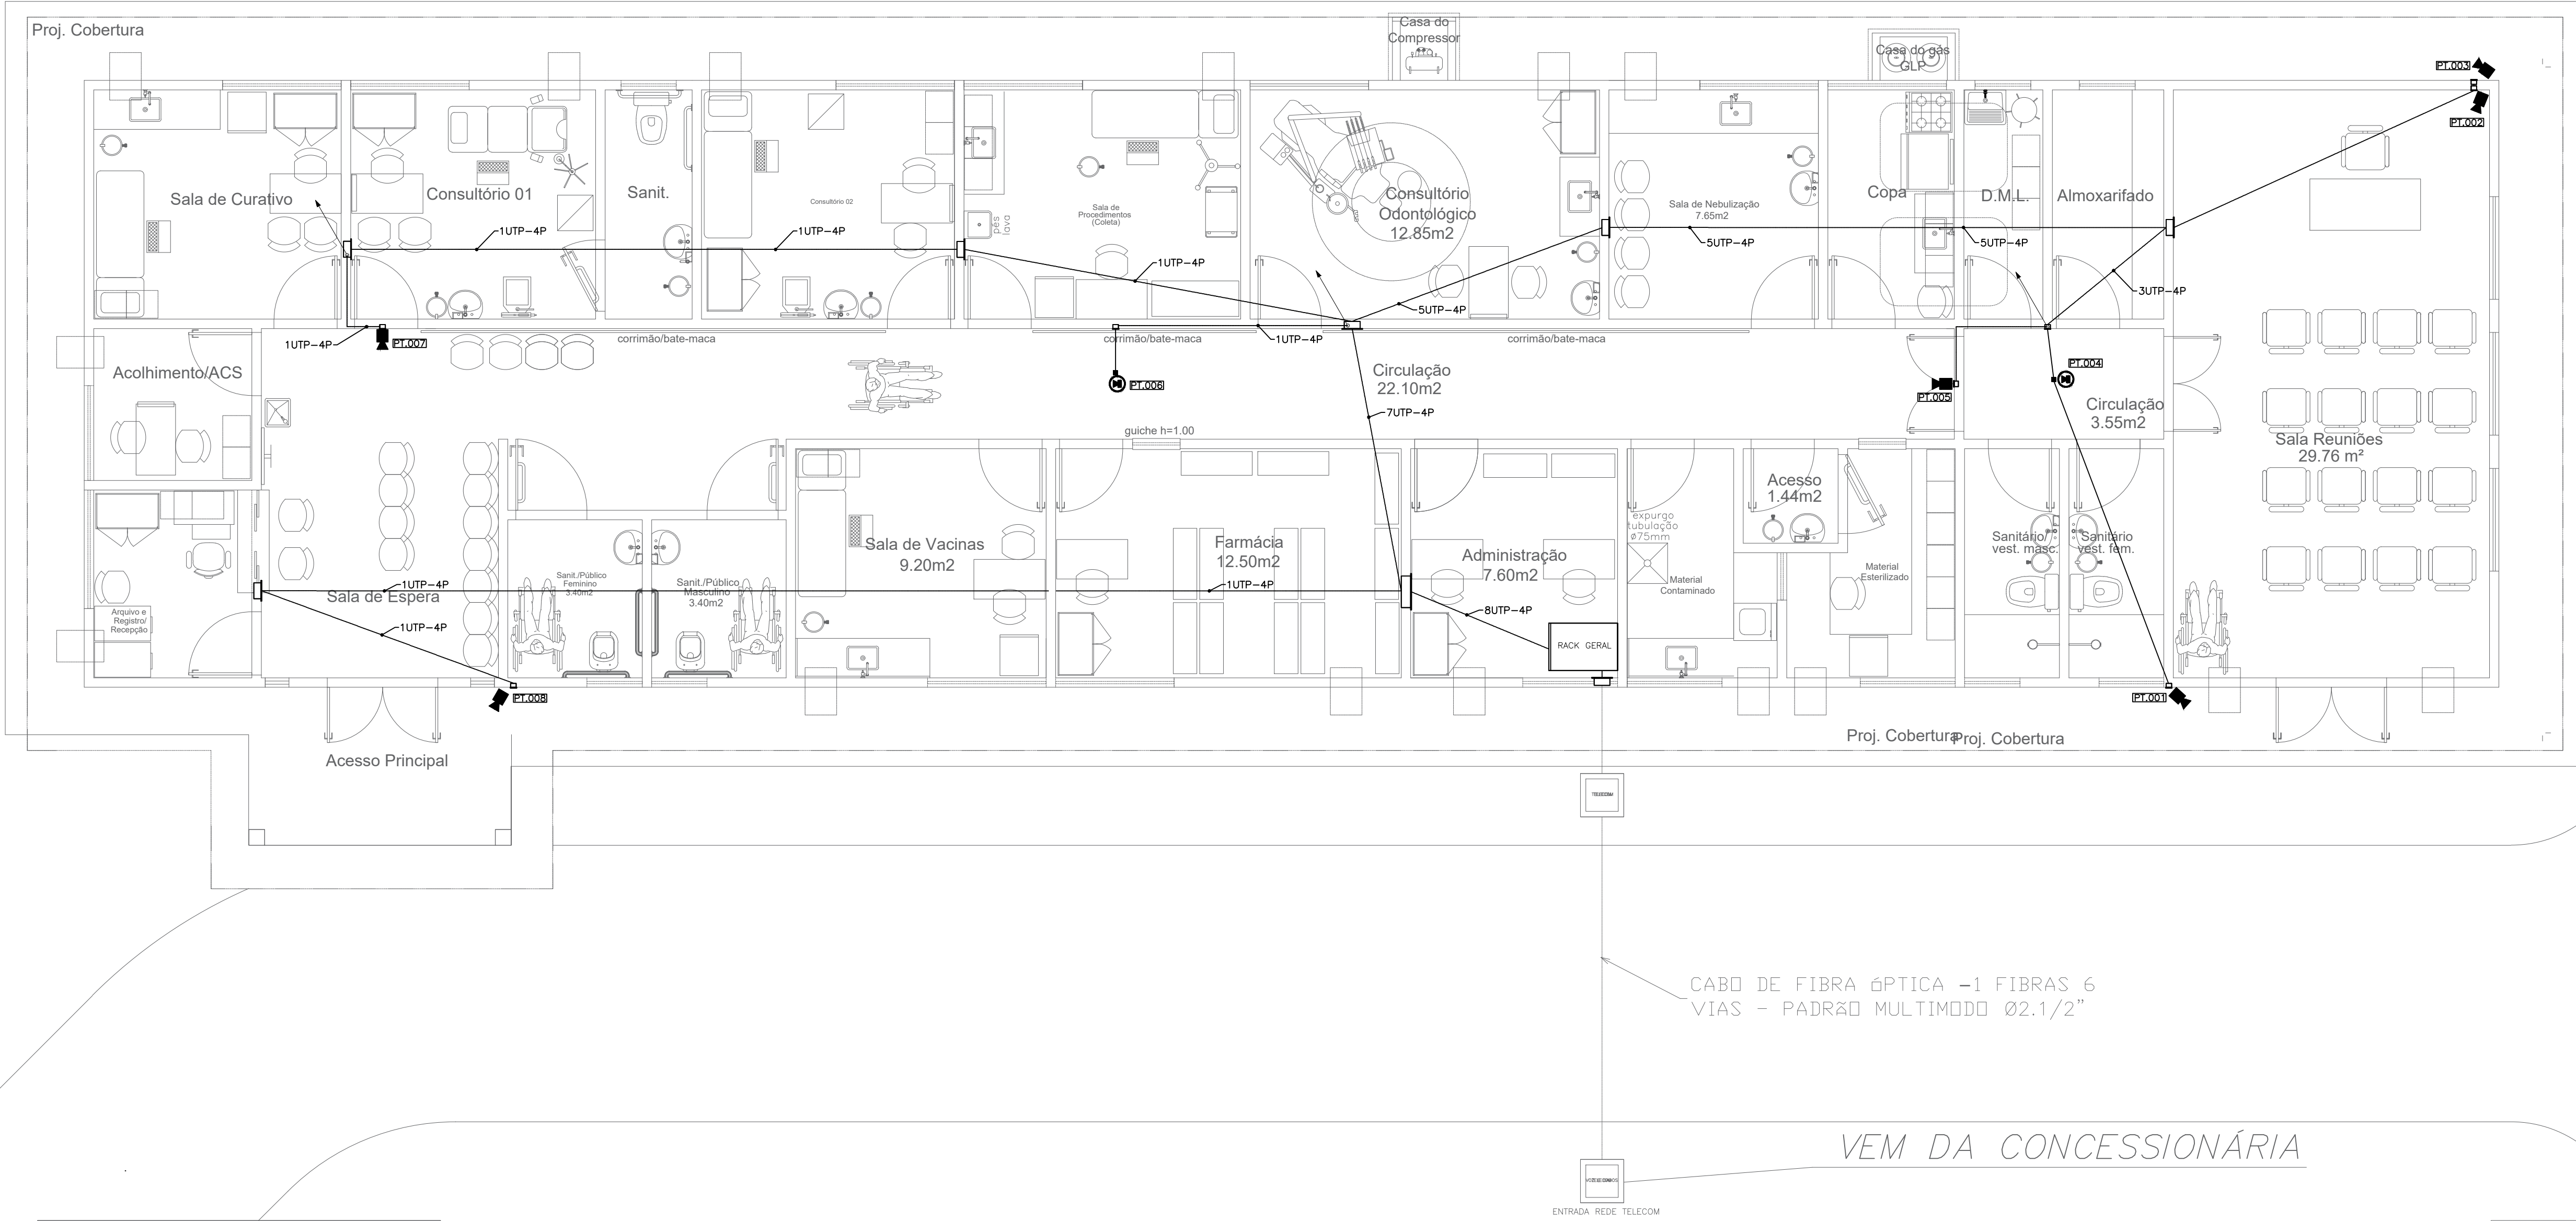 Proj. Cobertura
Casa do
Compressor
Casa do gás
GLP
PT.003
PT.002
Sala de Curativo
Consultório 01
Sanit.
Consultório 02
Sala de
Procedimentos
(Coleta)
lava
pés
Consultório
Odontológico
12.85m2
Sala de Nebulização
7.65m2
Copa
D.M.L.
Almoxarifado
1UTP-4P
1UTP-4P
1UTP-4P
5UTP-4P
5UTP-4P
5UTP-4P
3UTP-4P
1UTP-4P
PT.007
corrimão/bate-maca
corrimão/bate-maca
1UTP-4P
corrimão/bate-maca
Acolhimento/ACS
PT.006
Circulação
22.10m2
PT.004
PT.005
7UTP-4P
Circulação
3.55m2
guiche h=1.00
Sala Reuniões
29.76 m²
Acesso
1.44m2
expurgo
tubulação
ø75mm
Sala de Vacinas
9.20m2
Farmácia
12.50m2
Administração
7.60m2
Sanitário/
vest. masc.
Sanitário
vest. fem.
Material
Esterilizado
Material
Contaminado
Sanit./Público
Feminino
3.40m2
Sanit./Público
Masculino
3.40m2
1UTP-4P
Sala de Espera
1UTP-4P
8UTP-4P
Arquivo e
Registro/
Recepção
1UTP-4P
RACK GERAL
PT.008
PT.001
Acesso Principal
Proj. Cobertura
Proj. Cobertura
CABO DE FIBRA óPTICA -1 FIBRAS 6
VIAS - PADRãO MULTIMODO Ø2.1/2"
VEM DA CONCESSIONÁRIA
ENTRADA REDE TELECOM